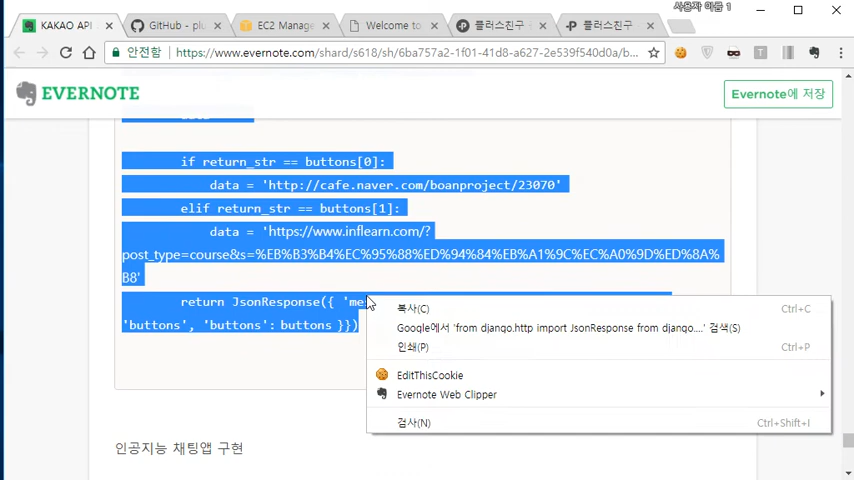 사용자 이름 1
KAKAO API
GitHub - plu
EC2 Manage
Welcome to
플러스친구
플러스친구
안전함
https://www.evernote.com/shard/s618/sh/6ba757a2-1f01-41d8-a627-2e539f540d0a/b...
EVERNOTE
Evernote에 저장
if return_str == buttons[0]:
data = 'http://cafe.naver.com/boanproject/23070'
elif return_str == buttons[1]:
data = 'https://www.inflearn.com/?
post_type=course&s=%EB%B3%B4%EC%95%88%ED%94%84%EB%A1%9C%EC%A0%9D%ED%8A%
B8'
return JsonResponse({ 'me
'buttons', 'buttons': buttons }})
복사(C) Ctrl+C
Google에서 'from django.http import JsonResponse from django....' 검색(S)
인쇄(P) Ctrl+P
EditThisCookie
Evernote Web Clipper
검사(N) Ctrl+Shift+I
인공지능 채팅앱 구현